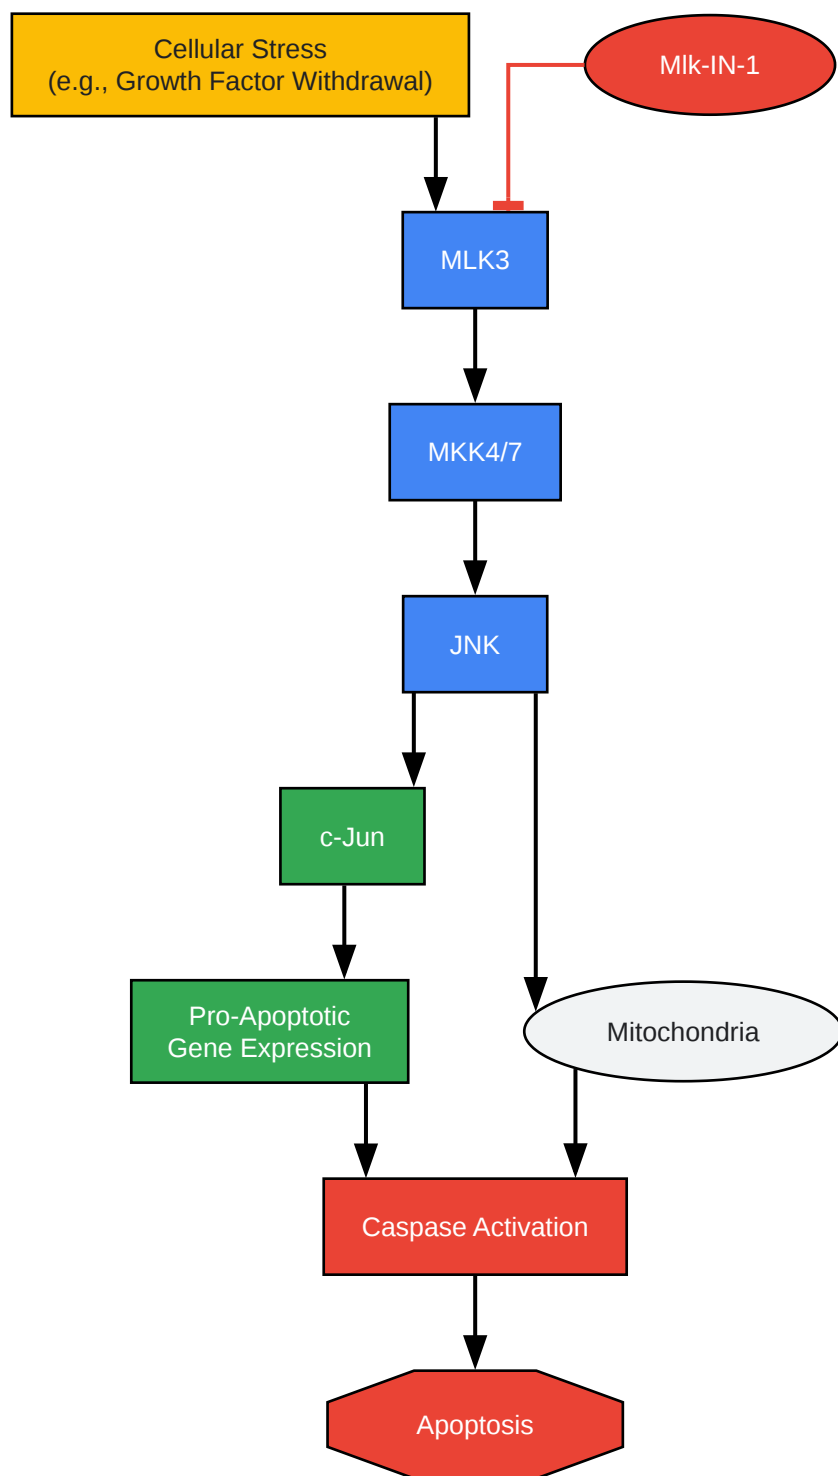 Cellular Stress
(e.g., Growth Factor Withdrawal)
Mlk-IN-1
MLK3
MKK4/7
JNK
c-Jun
Pro-Apoptotic
Gene Expression
Mitochondria
Caspase Activation
Apoptosis